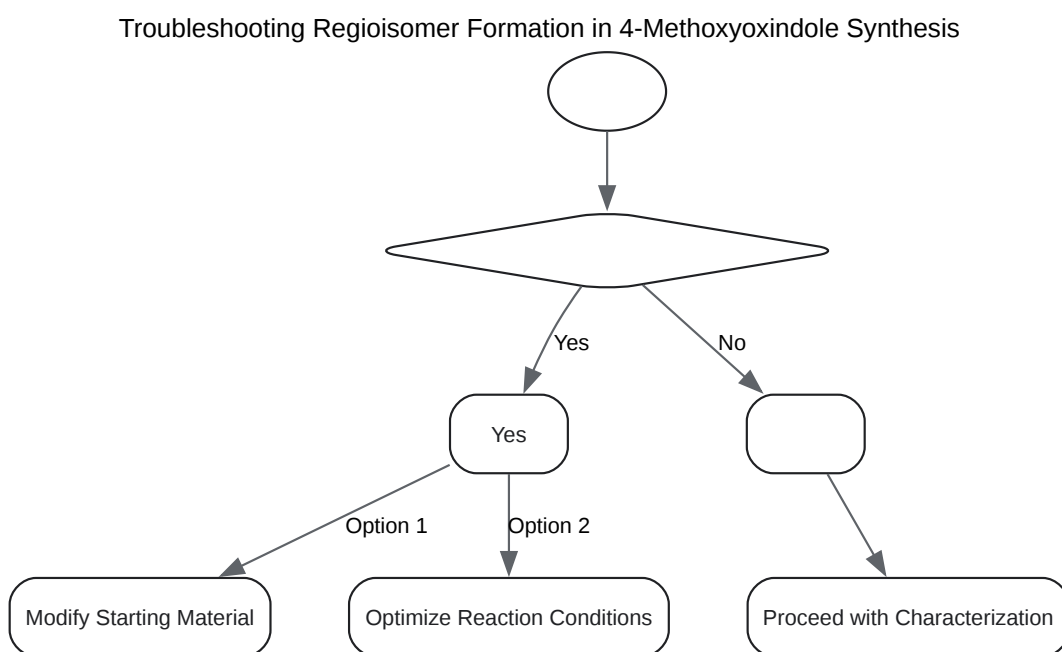 Troubleshooting Regioisomer Formation in 4-Methoxyoxindole Synthesis
Yes
No
Yes
Option 1
Option 2
Modify Starting Material
Optimize Reaction Conditions
Proceed with Characterization